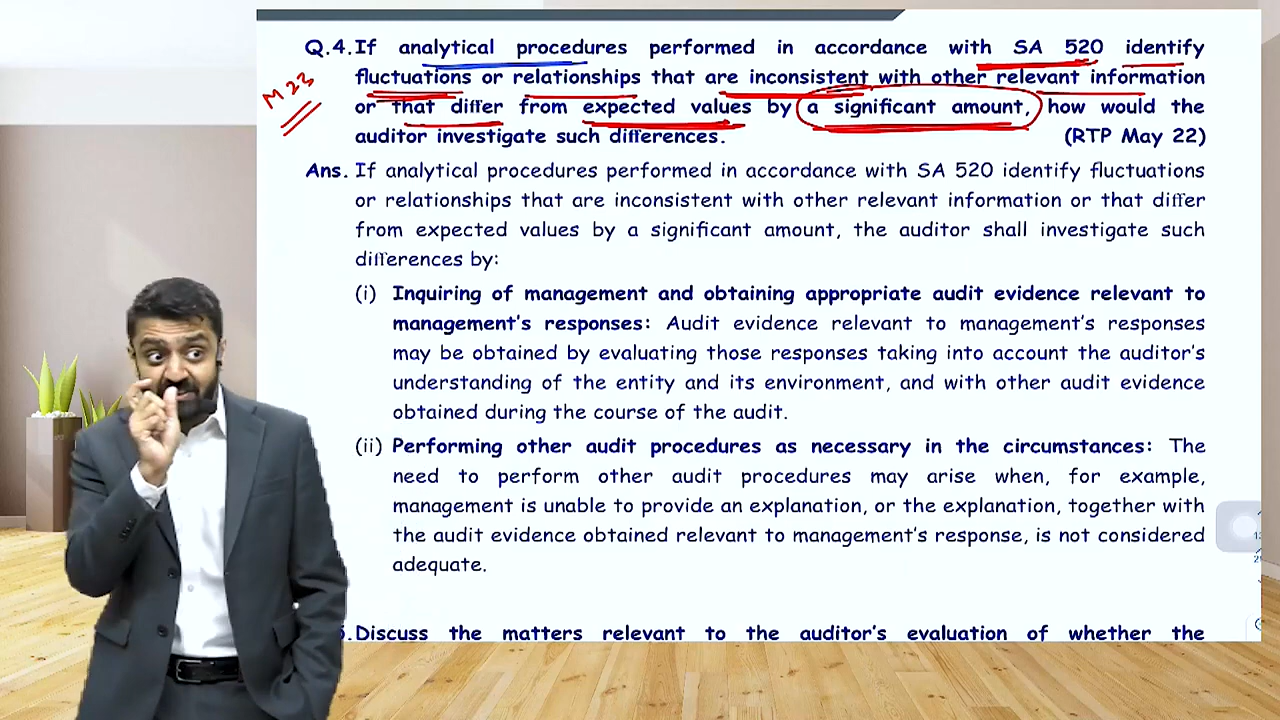 Q.4. If analytical procedures performed in accordance with SA 520 identify
fluctuations or relationships that are inconsistent with other relevant information
M23
or that differ from expected values by a significant amount, how would the
auditor investigate such differences. (RTP May 22)
Ans. If analytical procedures performed in accordance with SA 520 identify fluctuations
or relationships that are inconsistent with other relevant information or that differ
from expected values by a significant amount, the auditor shall investigate such
differences by:
(i) Inquiring of management and obtaining appropriate audit evidence relevant to
management's responses: Audit evidence relevant to management's responses
may be obtained by evaluating those responses taking into account the auditor's
understanding of the entity and its environment, and with other audit evidence
obtained during the course of the audit.
(ii) Performing other audit procedures as necessary in the circumstances: The
need to perform other audit procedures may arise when, for example,
management is unable to provide an explanation, or the explanation, together with
the audit evidence obtained relevant to management's response, is not considered
adequate.
Discuss the matters relevant to the auditor's evaluation of whether the